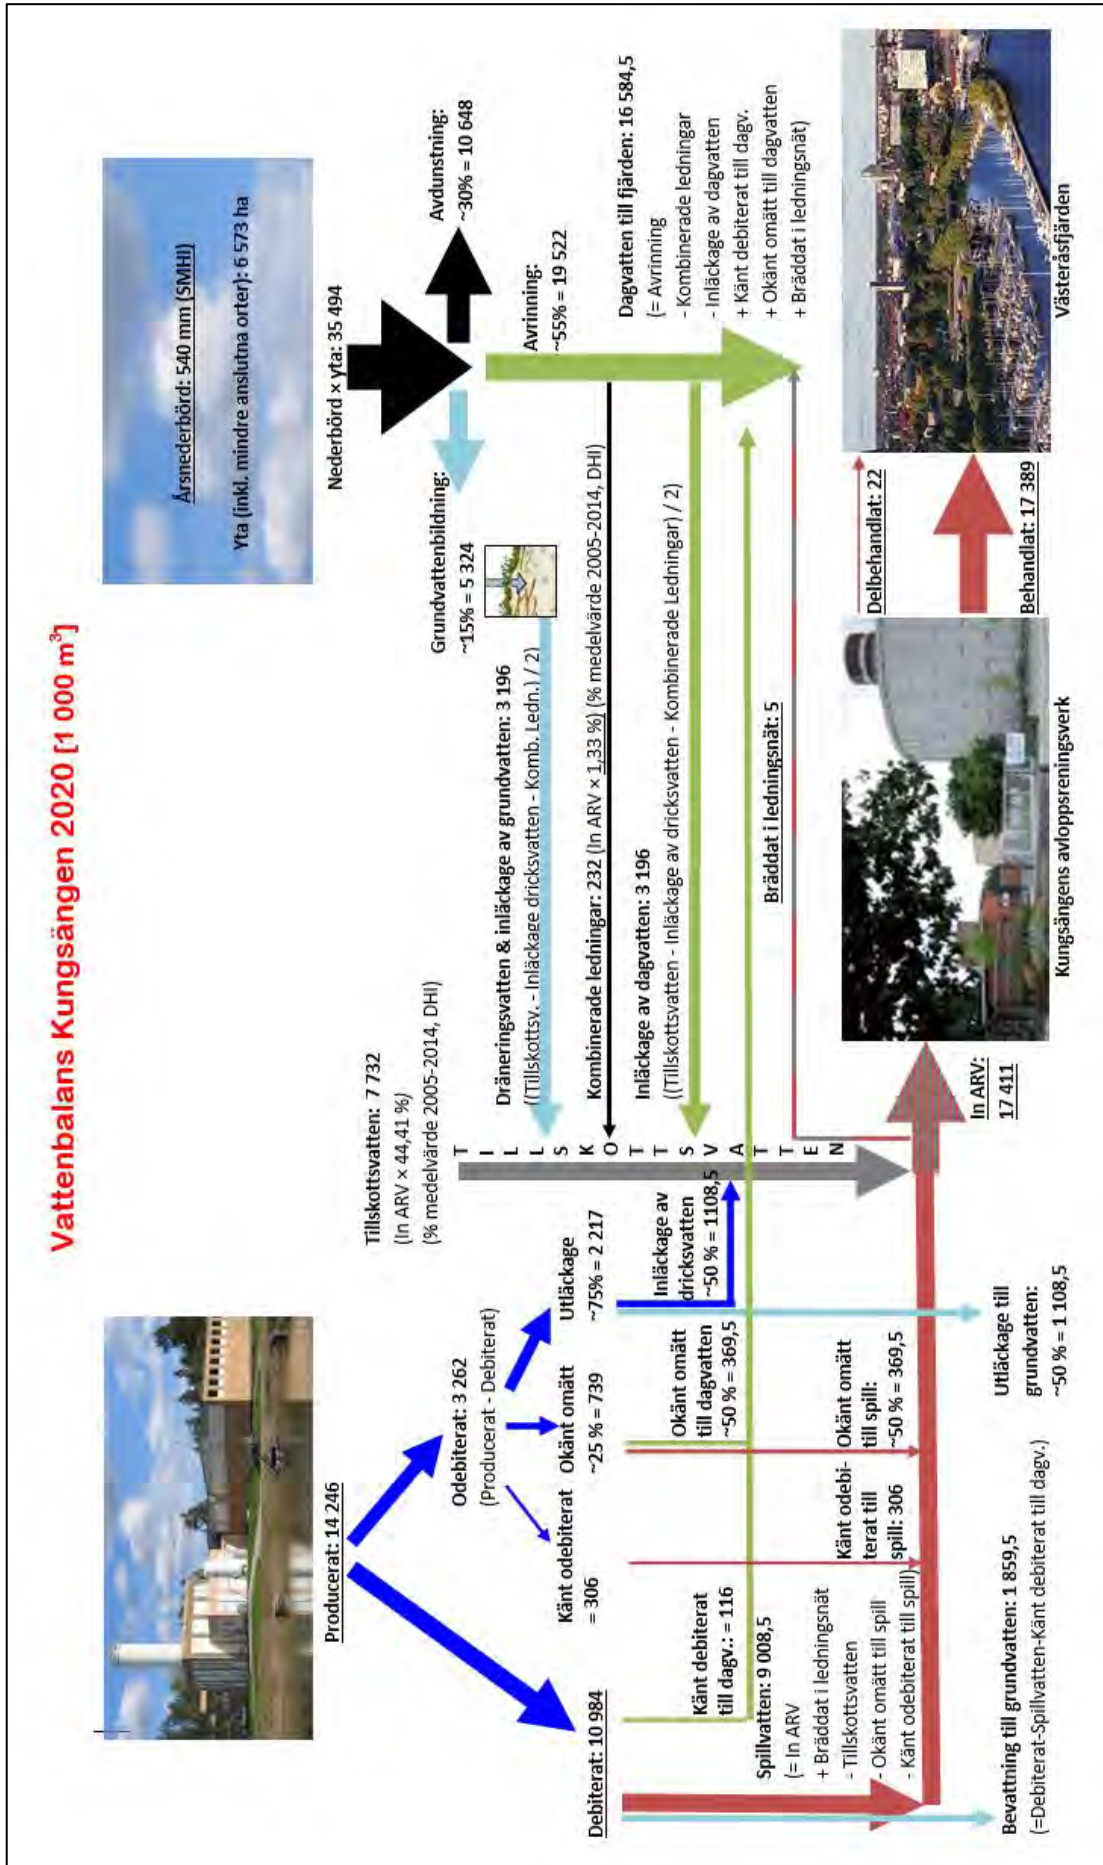 Vattenbalans Kungsängen 2020 [1 000 m³]
Producerat: 14 246
Odebiterat: 3 262
(Producerat - Debiterat)
Debiterat: 10 984
Känt odebiterat
= 306
Okänt omätt
~25 % = 739
Utläckage
~75% = 2 217
Känt debiterat
till dagv.: = 116
Okänt omätt
till dagvatten
~50 % = 369,5
Inläckage av
dricksvatten
~50 % = 1108,5
Spillvatten: 9 008,5
(= In ARV
+ Bräddat i ledningsnät
- Tillskottsvatten
- Okänt omätt till spill
- Känt odebiterat till spill)
Känt odebi-
terat till
spill: 306
Okänt omätt
till spill:
~50 % = 369,5
Bevattning till grundvatten: 1 859,5
(=Debiterat-Spillvatten-Känt debiterat till dagv.)
Utläckage till
grundvatten:
~50 % = 1 108,5
Tillskottsvatten: 7 732
(In ARV × 44,41 %)
(% medelvärde 2005-2014, DHI)
T I L L S K O T T S V A T T E N
In ARV:
17 411
Årsnederbörd: 540 mm (SMHI)
Yta (inkl. mindre anslutna orter): 6 573 ha
Nederbörd × yta: 35 494
Grundvattenbildning:
~15% = 5 324
Avdunstning:
~30% = 10 648
Avrinning:
~55% = 19 522
Dräneringsvatten & inläckage av grundvatten: 3 196
((Tillskottsv. - Inläckage dricksvatten - Komb. Ledn.) / 2)
Kombinerade ledningar: 232 (In ARV × 1,33 %) (% medelvärde 2005-2014, DHI)
Inläckage av dagvatten: 3 196
((Tillskottsvatten - Inläckage av dricksvatten - Kombinerade Ledningar) / 2)
Dagvatten till fjärden: 16 584,5
(= Avrinning
- Kombinerade ledningar
- Inläckage av dagvatten
+ Känt debiterat till dagv.
+ Okänt omätt till dagvatten
+ Bräddat i ledningsnät)
Bräddat i ledningsnät: 5
Delbehandlat: 22
Behandlat: 17 389
Kungsängens avloppsreningsverk
Västeråsfjärden